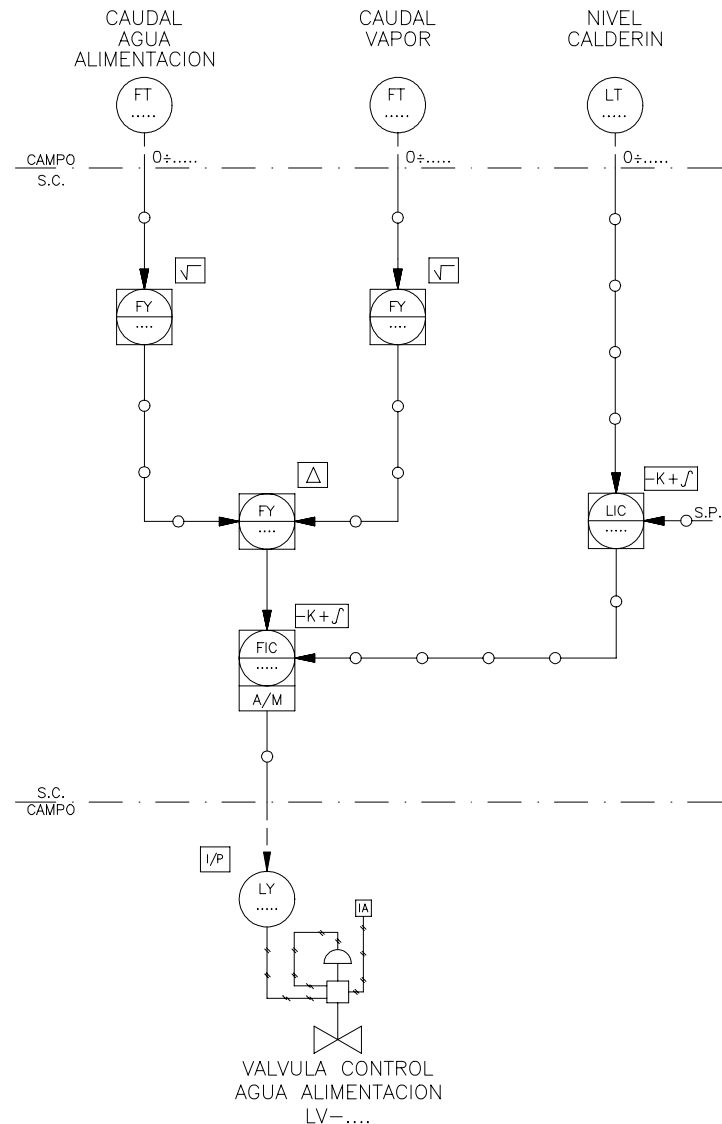 CAUDAL
AGUA
ALIMENTACION
CAUDAL
VAPOR
NIVEL
CALDERIN
FT
.....
FT
.....
LT
.....
CAMPO
S.C.
0÷.....
0÷.....
0÷.....
√
√
FY
....
FY
....
△
-K+∫
FY
....
LIC
.....
S.P.
-K+∫
FIC
.....
A/M
S.C.
CAMPO
I/P
LY
.....
IA
VALVULA CONTROL
AGUA ALIMENTACION
LV-....